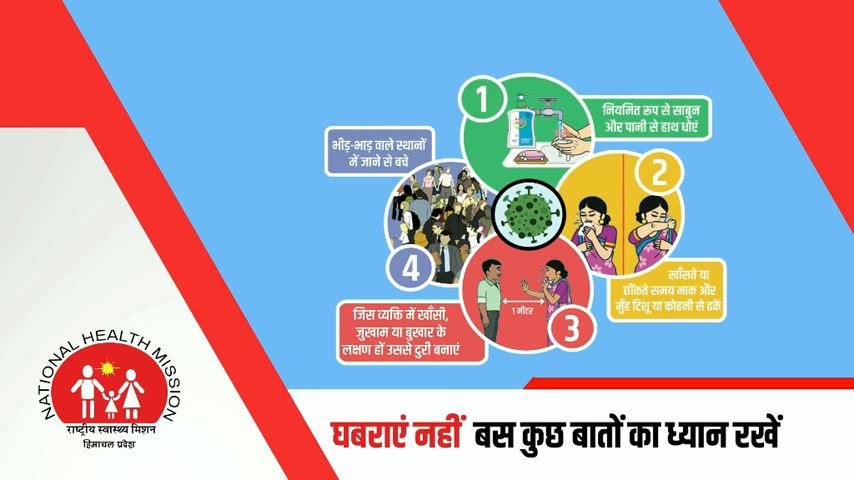 1
नियमित रूप से साबुन
और पानी से हाथ धोएं
2
खाँसते या
छींकते समय नाक और
मुँह टिशू या कोहनी से ढकें
1 मीटर
3
जिस व्यक्ति में खाँसी,
जुखाम या बुखार के
लक्षण हों उससे दुरी बनाएं
भीड़-भाड़ वाले स्थानों
में जाने से बचे
4
NATIONAL HEALTH MISSION
राष्ट्रीय स्वास्थ्य मिशन
हिमाचल प्रदेश
घबराएं नहीं बस कुछ बातों का ध्यान रखें